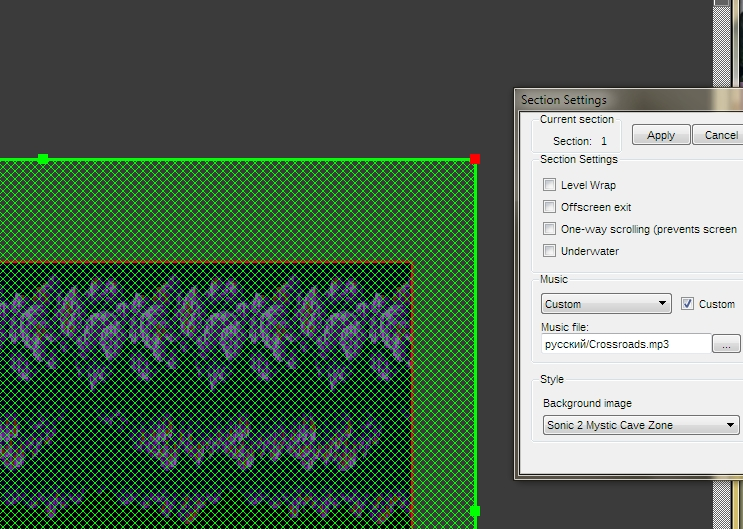 Section Settings
Current section
Section: 1
Apply
Cancel
Section Settings
Level Wrap
Offscreen exit
One-way scrolling (prevents screen
Underwater
Music
Custom
Custom
Music file:
русский/Crossroads.mp3
...
Style
Background image
Sonic 2 Mystic Cave Zone